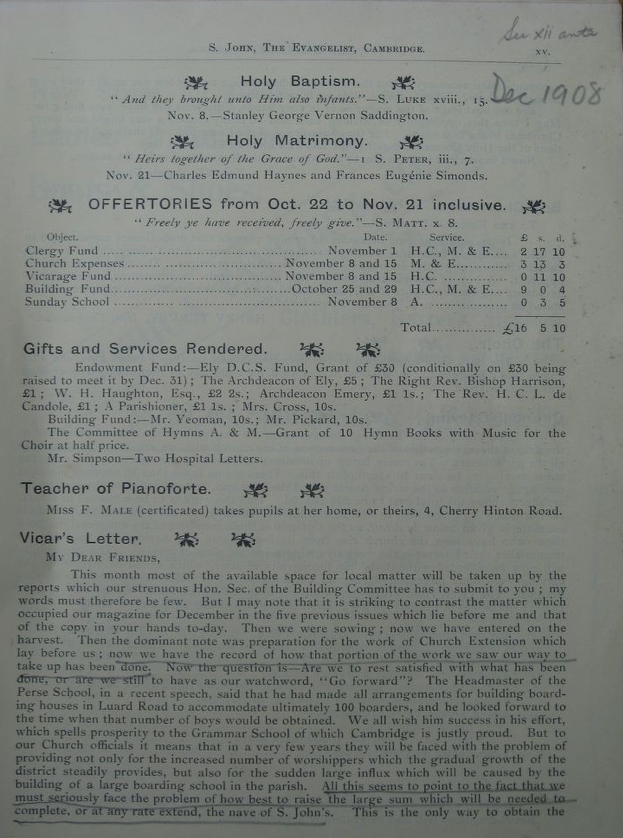 See xii ante
S. JOHN, THE EVANGELIST, CAMBRIDGE.
xv.
Dec 1908
Holy Baptism.
" And they brought unto Him also infants."—S. LUKE xviii., 15.
Nov. 8.—Stanley George Vernon Saddington.
Holy Matrimony.
" Heirs together of the Grace of God."—1 S. PETER, iii., 7.
Nov. 21—Charles Edmund Haynes and Frances Eugénie Simonds.
OFFERTORIES from Oct. 22 to Nov. 21 inclusive.
" Freely ye have received, freely give."—S. MATT. x. 8.
Object. Date. Service. £ s. d.
Clergy Fund ... November 1 H.C., M. & E.... 2 17 10
Church Expenses ... November 8 and 15 M. & E.... 3 13 3
Vicarage Fund ... November 8 and 15 H.C. ... 0 11 10
Building Fund ... October 25 and 29 H.C., M. & E.... 9 0 4
Sunday School ... November 8 A. ... 0 3 5
Total ... £16 5 10
Gifts and Services Rendered.
Endowment Fund:—Ely D.C.S. Fund, Grant of £30 (conditionally on £30 being
raised to meet it by Dec. 31) ; The Archdeacon of Ely, £5 ; The Right Rev. Bishop Harrison,
£1 ; W. H. Haughton, Esq., £2 2s.; Archdeacon Emery, £1 1s.; The Rev. H. C. L. de
Candole, £1 ; A Parishioner, £1 1s. ; Mrs. Cross, 10s.
Building Fund:—Mr. Yeoman, 10s.; Mr. Pickard, 10s.
The Committee of Hymns A. & M.—Grant of 10 Hymn Books with Music for the
Choir at half price.
Mr. Simpson—Two Hospital Letters.
Teacher of Pianoforte.
MISS F. MALE (certificated) takes pupils at her home, or theirs, 4, Cherry Hinton Road.
Vicar's Letter.
MY DEAR FRIENDS,
This month most of the available space for local matter will be taken up by the
reports which our strenuous Hon. Sec. of the Building Committee has to submit to you ; my
words must therefore be few. But I may note that it is striking to contrast the matter which
occupied our magazine for December in the five previous issues which lie before me and that
of the copy in your hands to-day. Then we were sowing ; now we have entered on the
harvest. Then the dominant note was preparation for the work of Church Extension which
lay before us ; now we have the record of how that portion of the work we saw our way to
take up has been done. Now the question is—Are we to rest satisfied with what has been
done, or are we still to have as our watchword, "Go forward"? The Headmaster of the
Perse School, in a recent speech, said that he had made all arrangements for building board-
ing houses in Luard Road to accommodate ultimately 100 boarders, and he looked forward to
the time when that number of boys would be obtained. We all wish him success in his effort,
which spells prosperity to the Grammar School of which Cambridge is justly proud. But to
our Church officials it means that in a very few years they will be faced with the problem of
providing not only for the increased number of worshippers which the gradual growth of the
district steadily provides, but also for the sudden large influx which will be caused by the
building of a large boarding school in the parish. All this seems to point to the fact that we
must seriously face the problem of how best to raise the large sum which will be needed to
complete, or at any rate extend, the nave of S. John's. This is the only way to obtain the